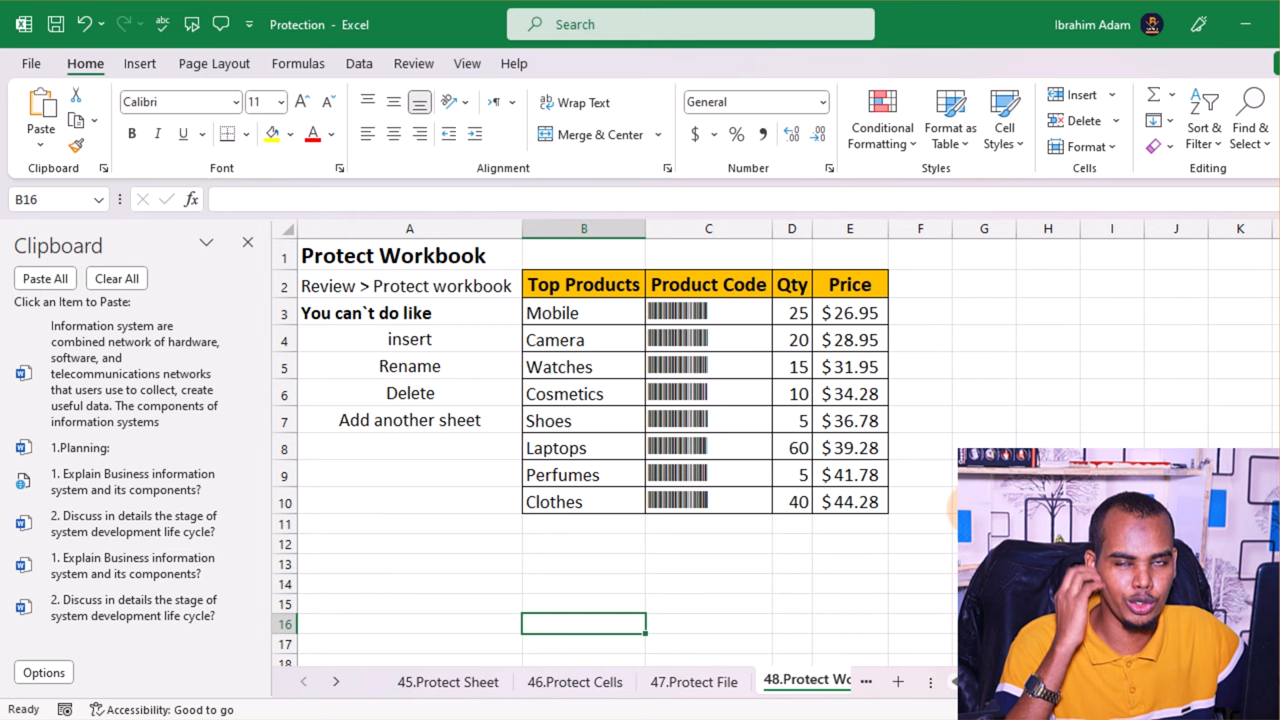 Protection - Excel
Search
Ibrahim Adam
File Home Insert Page Layout Formulas Data Review View Help
Paste
Clipboard
Calibri 11
B I U A
Font
Wrap Text
Merge & Center
Alignment
General
$ % 9
Number
Conditional Formatting
Format as Table
Cell Styles
Styles
Insert
Delete
Format
Cells
Sort & Filter
Find & Select
Editing
B16 fx
Clipboard
Paste All Clear All
Click an Item to Paste:
Information system are
combined network of hardware,
software, and
telecommunications networks
that users use to collect, create
useful data. The components of
information systems
1.Planning:
1. Explain Business information
system and its components?
2. Discuss in details the stage of
system development life cycle?
1. Explain Business information
system and its components?
2. Discuss in details the stage of
system development life cycle?
Options
A B C D E F G H I J K
1 Protect Workbook
2 Review > Protect workbook Top Products Product Code Qty Price
3 You can`t do like Mobile 25 $ 26.95
4 insert Camera 20 $ 28.95
5 Rename Watches 15 $ 31.95
6 Delete Cosmetics 10 $ 34.28
7 Add another sheet Shoes 5 $ 36.78
8 Laptops 60 $ 39.28
9 Perfumes 5 $ 41.78
10 Clothes 40 $ 44.28
11
12
13
14
15
16
17
18
45.Protect Sheet 46.Protect Cells 47.Protect File 48.Protect Wo ...
Ready Accessibility: Good to go